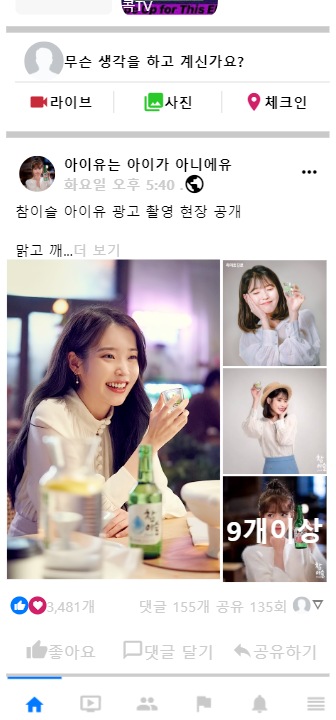 콕TV
e Up for This E
무슨 생각을 하고 계신가요?
라이브
사진
체크인
아이유는 아이가 아니에유
화요일 오후 5:40 .
참이슬 아이유 광고 촬영 현장 공개
맑고 깨...더 보기
9개이상
3,481개
댓글 155개 공유 135회
좋아요
댓글 달기
공유하기